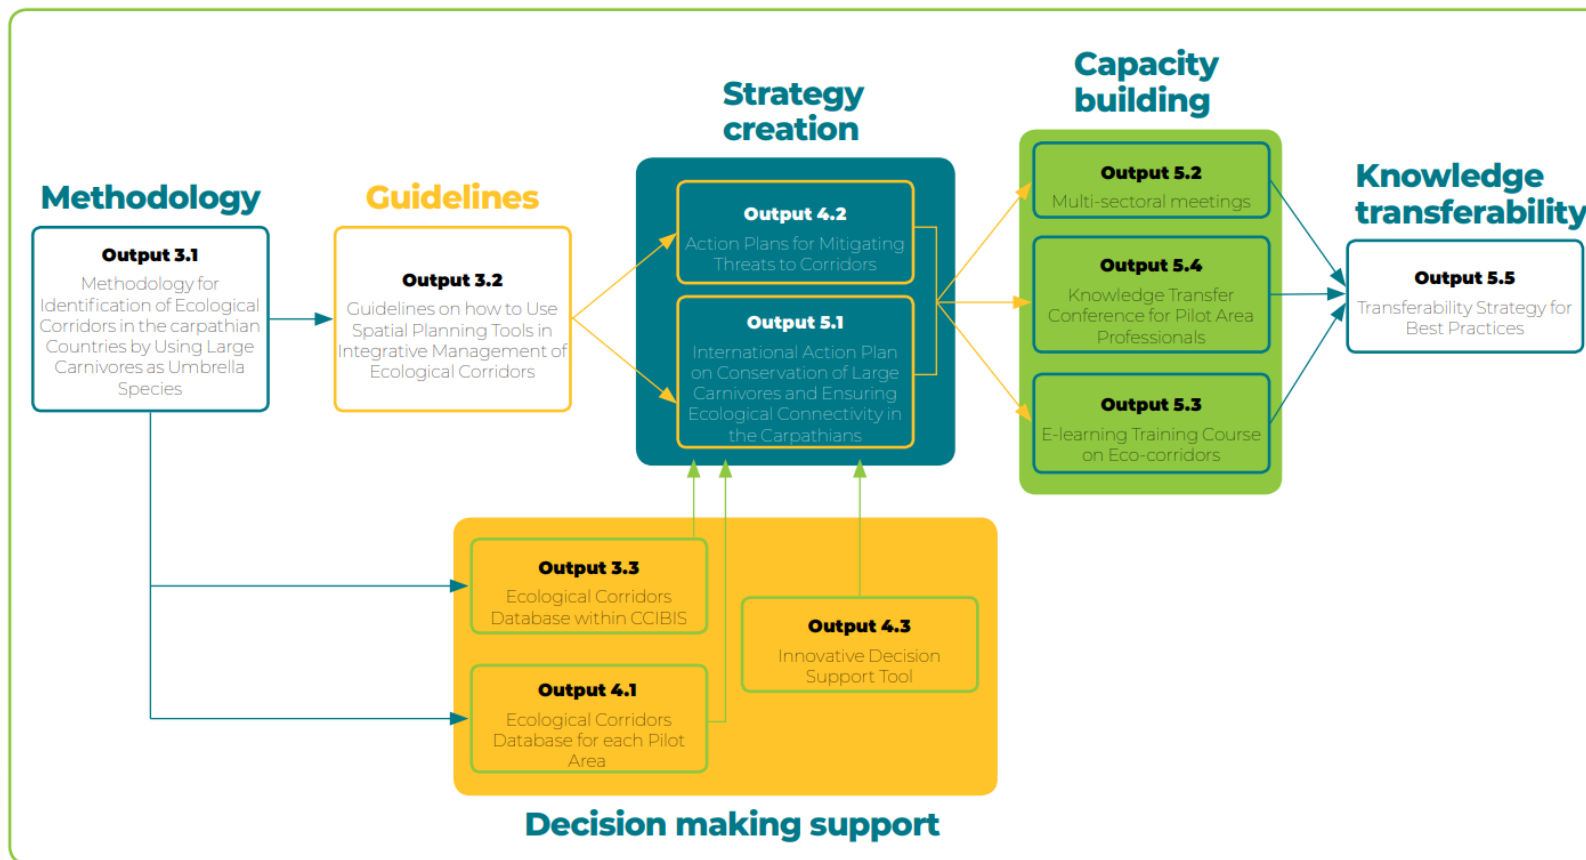 Methodology
Output 3.1
Methodology for
Identification of Ecological
Corridors in the carpathian
Countries by Using Large
Carnivores as Umbrella
Species
Guidelines
Output 3.2
Guidelines on how to Use
Spatial Planning Tools in
Integrative Management of
Ecological Corridors
Strategy
creation
Output 4.2
Action Plans for Mitigating
Threats to Corridors
Output 5.1
International Action Plan
on Conservation of Large
Carnivores and Ensuring
Ecological Connectivity in
the Carpathians
Capacity
building
Output 5.2
Multi-sectoral meetings
Output 5.4
Knowledge Transfer
Conference for Pilot Area
Professionals
Output 5.3
E-learning Training Course
on Eco-corridors
Knowledge
transferability
Output 5.5
Transferability Strategy for
Best Practices
Output 3.3
Ecological Corridors
Database within CCIBIS
Output 4.1
Ecological Corridors
Database for each Pilot
Area
Output 4.3
Innovative Decision
Support Tool
Decision making support